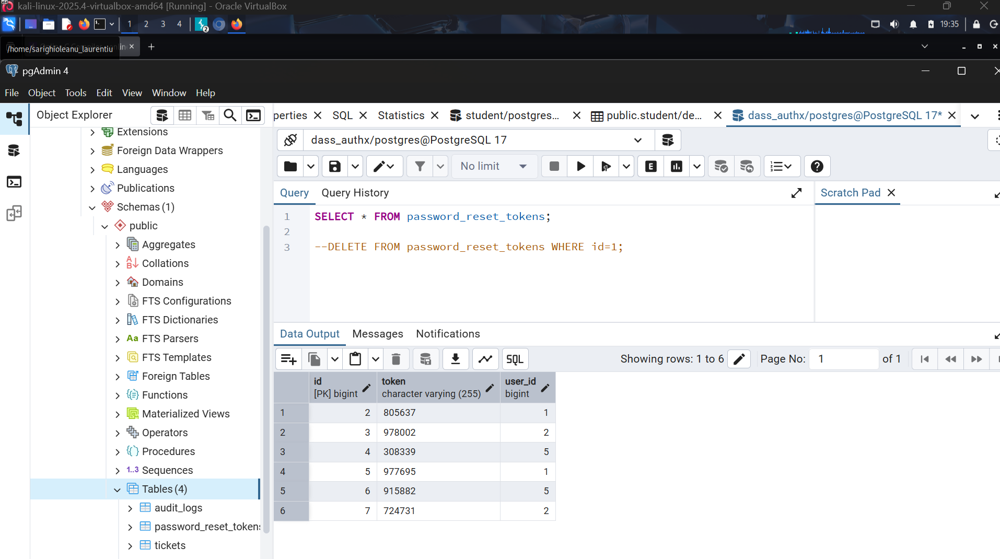 kali-linux-2025.4-virtualbox-amd64 [Running] - Oracle VirtualBox
1 2 3 4
2
19:35
/home/sarighioleanu_laurentiu
pgAdmin 4
File Object Tools Edit View Window Help
Object Explorer
perties SQL Statistics student/postgres... public.student/de... dass_authx/postgres@PostgreSQL 17*
Extensions
Foreign Data Wrappers
Languages
Publications
Schemas (1)
public
Aggregates
Collations
Domains
FTS Configurations
FTS Dictionaries
Aa FTS Parsers
FTS Templates
Foreign Tables
Functions
Materialized Views
Operators
Procedures
1..3 Sequences
Tables (4)
audit_logs
password_reset_tokens
tickets
dass_authx/postgres@PostgreSQL 17
No limit
E
Query Query History
Scratch Pad
1 SELECT * FROM password_reset_tokens;
2
3 --DELETE FROM password_reset_tokens WHERE id=1;
Data Output Messages Notifications
SQL
Showing rows: 1 to 6
Page No: 1 of 1
id token user_id
[PK] bigint character varying (255) bigint
1 2 805637 1
2 3 978002 2
3 4 308339 5
4 5 977695 1
5 6 915882 5
6 7 724731 2